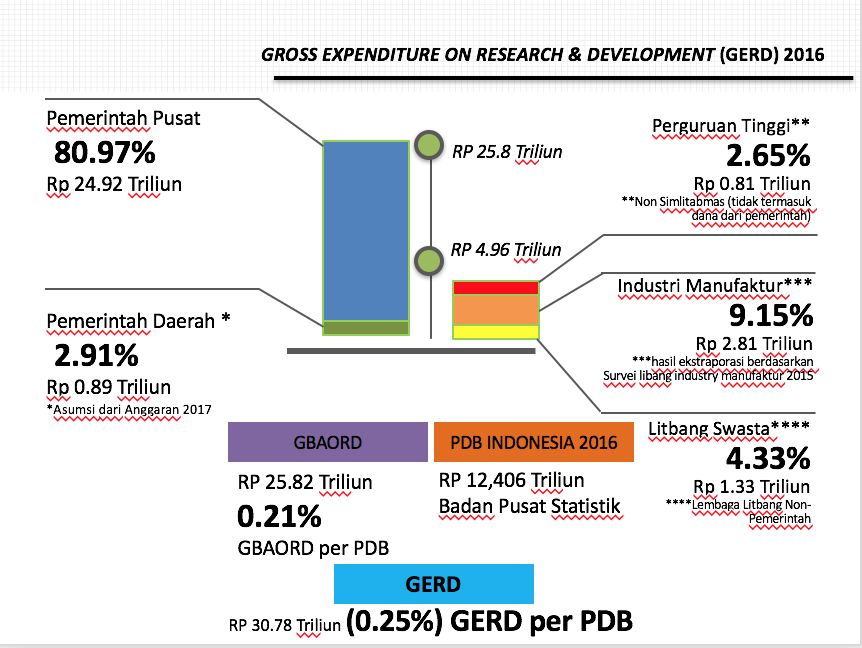 GROSS EXPENDITURE ON RESEARCH & DEVELOPMENT (GERD) 2016
Pemerintah Pusat
80.97%
Rp 24.92 Triliun
Pemerintah Daerah *
2.91%
Rp 0.89 Triliun
*Asumsi dari Anggaran 2017
RP 25.8 Triliun
RP 4.96 Triliun
Perguruan Tinggi**
2.65%
Rp 0.81 Triliun
**Non Simlitabmas (tidak termasuk
dana dari pemerintah)
Industri Manufaktur***
9.15%
Rp 2.81 Triliun
***hasil ekstraporasi berdasarkan
Survei libang industry manufaktur 2015
Litbang Swasta****
4.33%
Rp 1.33 Triliun
****Lembaga Litbang Non-
Pemerintah
GBAORD
RP 25.82 Triliun
0.21%
GBAORD per PDB
PDB INDONESIA 2016
RP 12,406 Triliun
Badan Pusat Statistik
GERD
RP 30.78 Triliun (0.25%) GERD per PDB